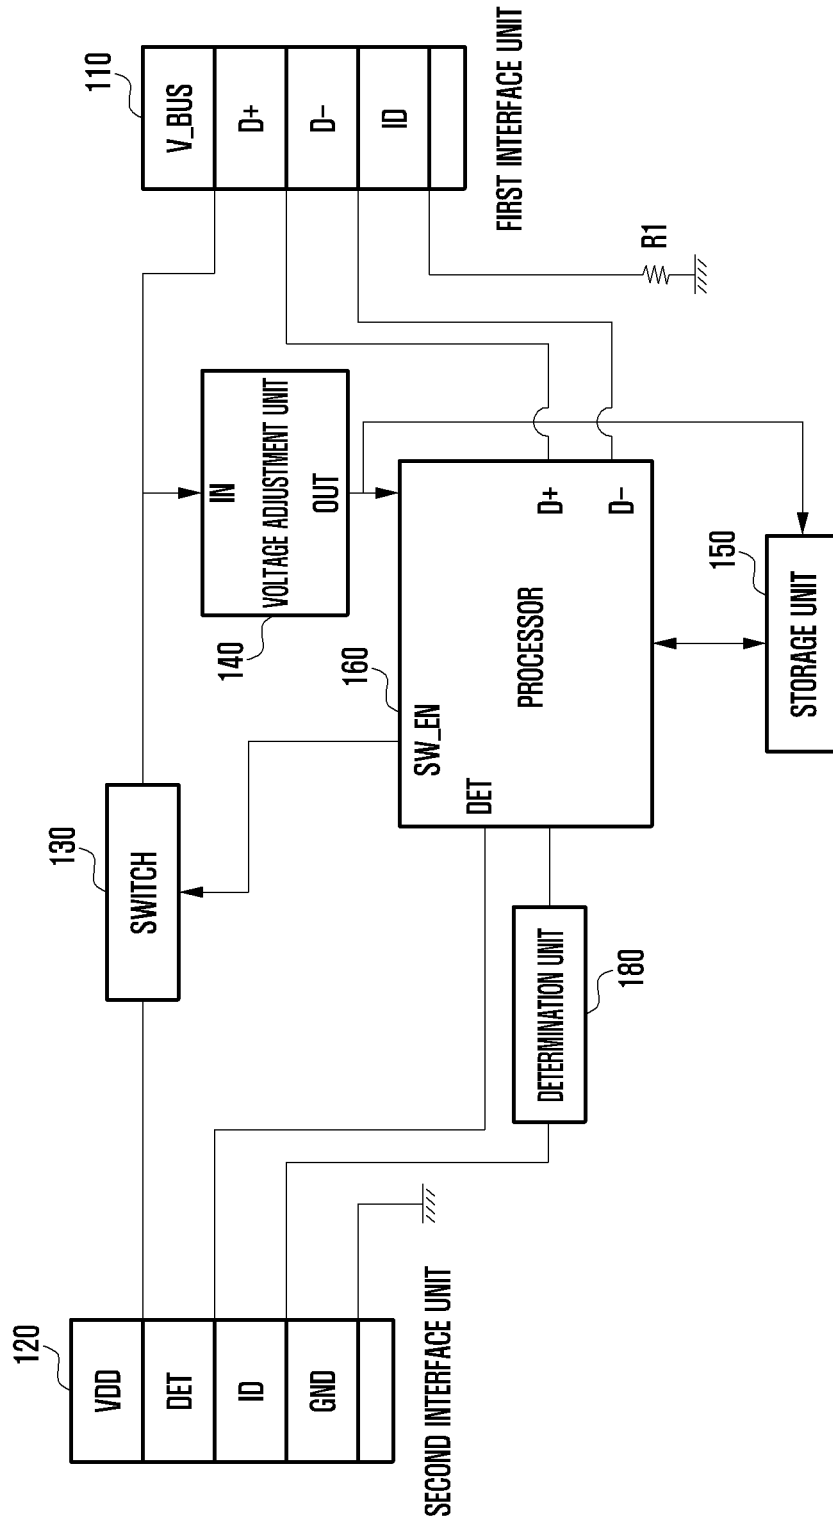 120
VDD
DET
ID
GND
SECOND INTERFACE UNIT
130
SWITCH
140
IN
VOLTAGE ADJUSTMENT UNIT
OUT
110
V_BUS
D+
D-
ID
FIRST INTERFACE UNIT
R1
160
SW_EN
DET
PROCESSOR
D+
D-
DETERMINATION UNIT
180
150
STORAGE UNIT